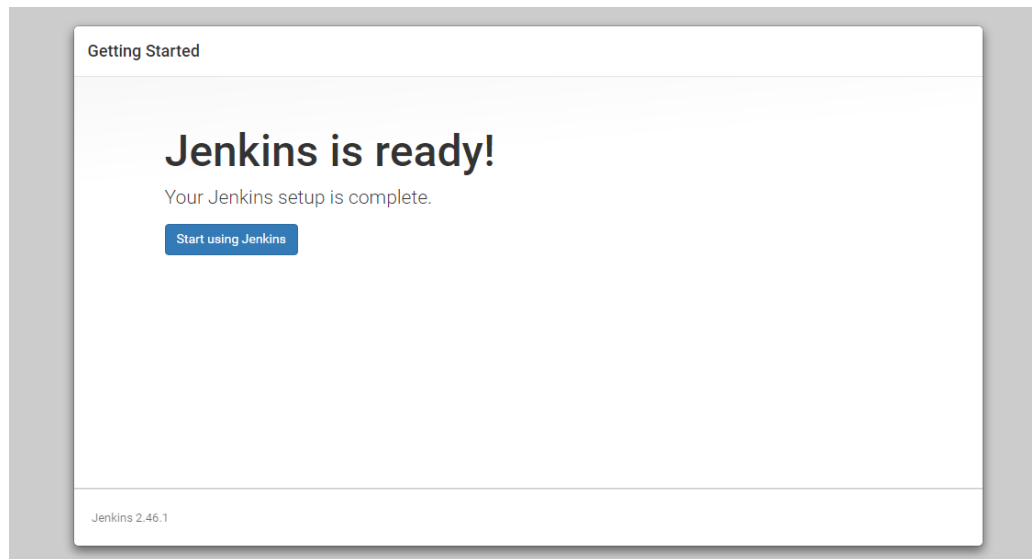 Getting Started
Jenkins is ready!
Your Jenkins setup is complete.
Start using Jenkins
Jenkins 2.46.1